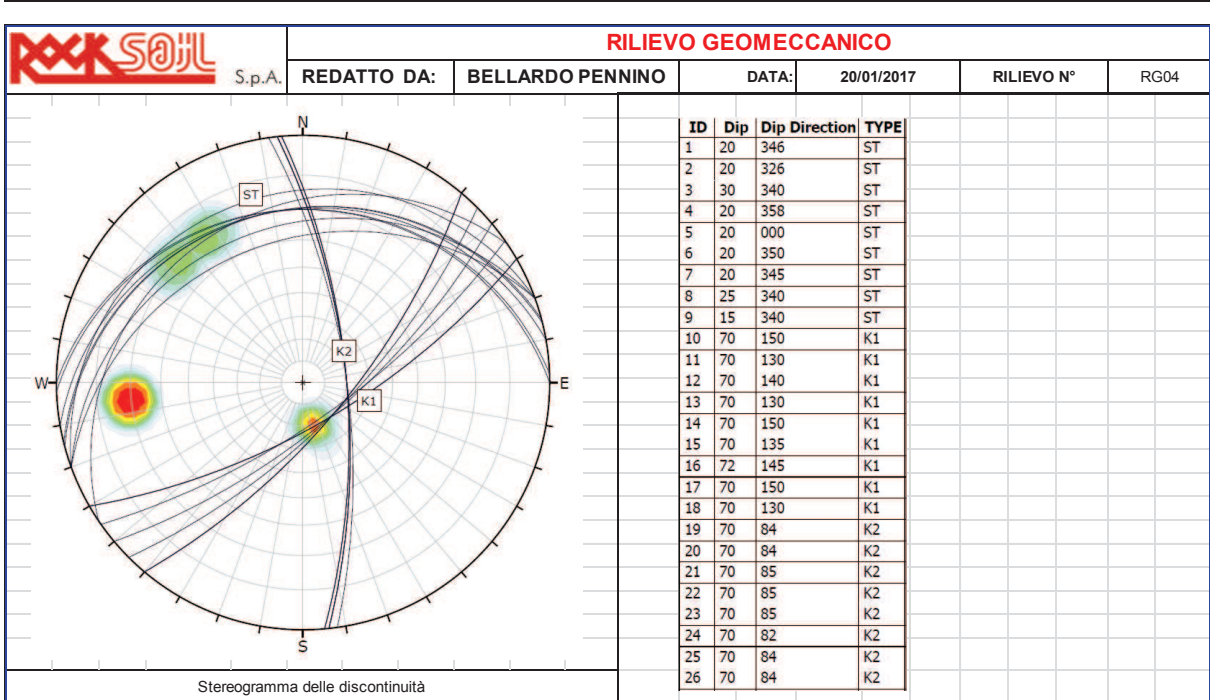 ROCK SOIL S.p.A.
RILIEVO GEOMECCANICO
REDATTO DA: BELLARDO PENNINO DATA: 20/01/2017 RILIEVO N° RG04
N
ST
K2
W E
K1
S
Stereogramma delle discontinuità
ID Dip Dip Direction TYPE
1 20 346 ST
2 20 326 ST
3 30 340 ST
4 20 358 ST
5 20 000 ST
6 20 350 ST
7 20 345 ST
8 25 340 ST
9 15 340 ST
10 70 150 K1
11 70 130 K1
12 70 140 K1
13 70 130 K1
14 70 150 K1
15 70 135 K1
16 72 145 K1
17 70 150 K1
18 70 130 K1
19 70 84 K2
20 70 84 K2
21 70 85 K2
22 70 85 K2
23 70 85 K2
24 70 82 K2
25 70 84 K2
26 70 84 K2